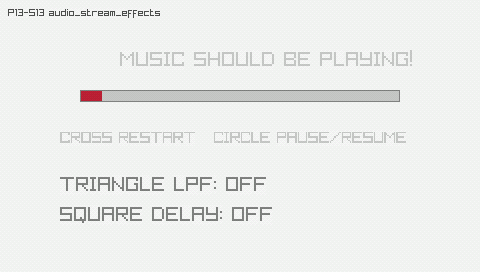 P13-S13 audio_stream_effects
MUSIC SHOULD BE PLAYING!
CROSS RESTART CIRCLE PAUSE/RESUME
TRIANGLE LPF: OFF
SQUARE DELAY: OFF